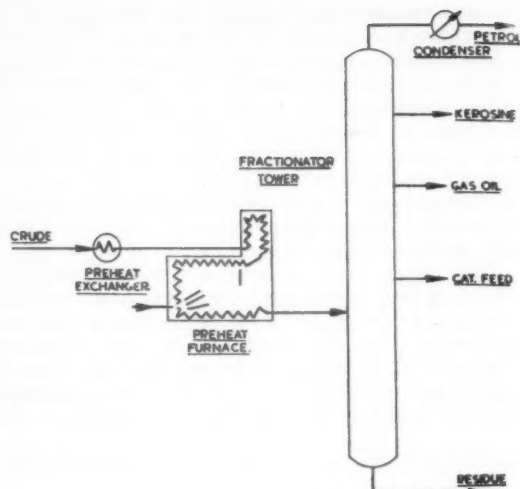 PETROL
CONDENSER
KEROSINE
FRACTIONATOR
TOWER
GAS OIL
CRUDE
PREHEAT
EXCHANGER
CAT. FEED
PREHEAT
FURNACE.
RESIDUE